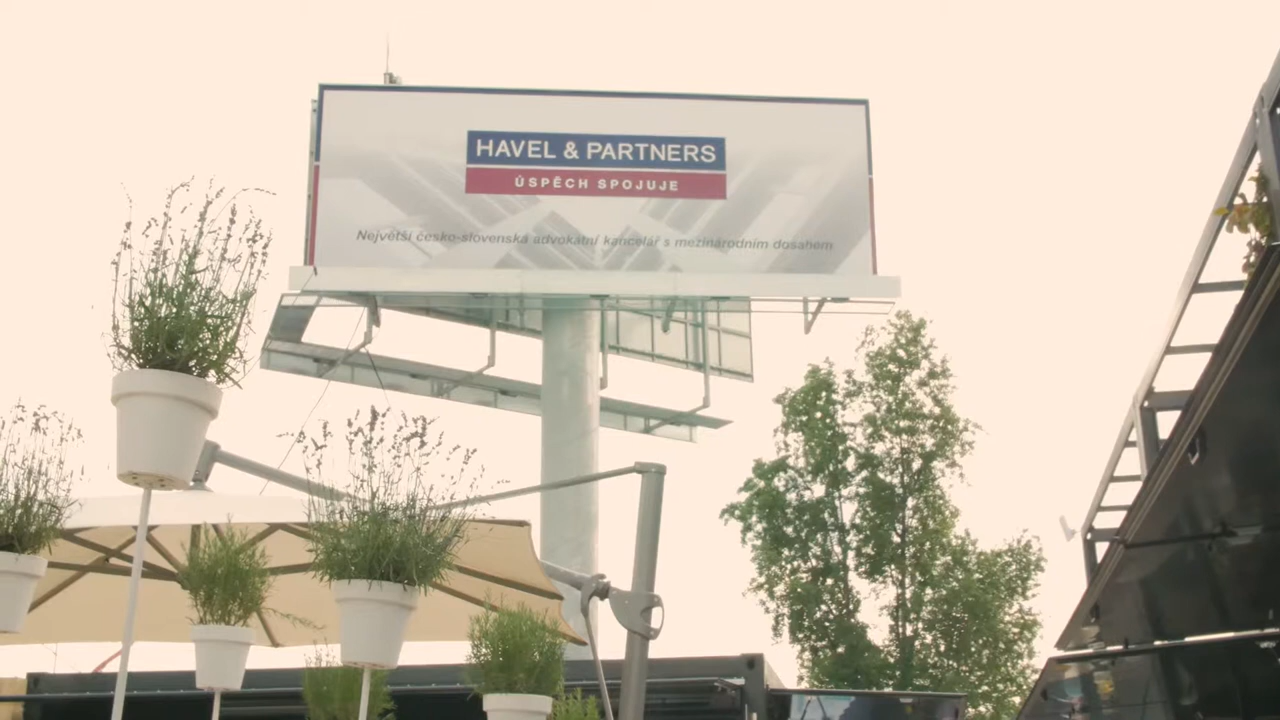 HAVEL & PARTNERS
ÚSPĚCH SPOJUJE
Největší česko-slovenská advokátní kancelář s mezinárodním dosahem